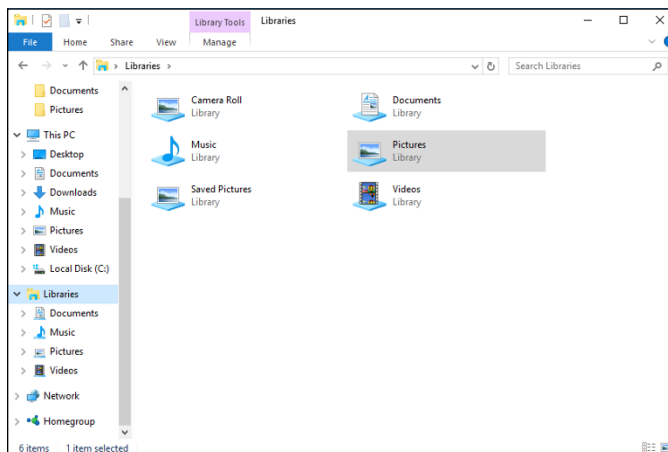 Library Tools
Libraries
File
Home
Share
View
Manage
Libraries
Search Libraries
Documents
Pictures
This PC
Desktop
Documents
Downloads
Music
Pictures
Videos
Local Disk (C:)
Libraries
Documents
Music
Pictures
Videos
Network
Homegroup
Camera Roll
Library
Documents
Library
Music
Library
Pictures
Library
Saved Pictures
Library
Videos
Library
6 items
1 item selected